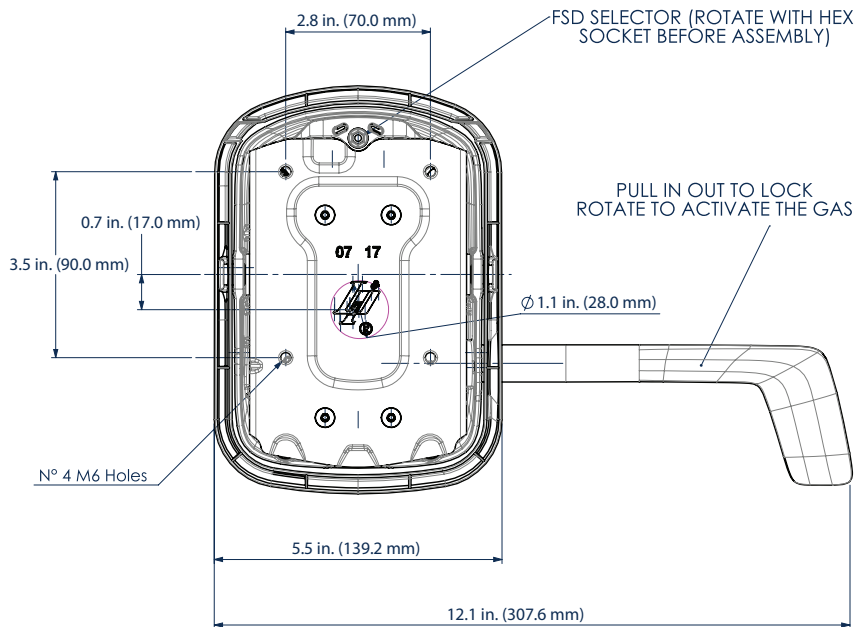 2.8 in. (70.0 mm)
FSD SELECTOR (ROTATE WITH HEX
SOCKET BEFORE ASSEMBLY)
PULL IN OUT TO LOCK
ROTATE TO ACTIVATE THE GAS
0.7 in. (17.0 mm)
3.5 in. (90.0 mm)
07 17
Ø 1.1 in. (28.0 mm)
N° 4 M6 Holes
5.5 in. (139.2 mm)
12.1 in. (307.6 mm)